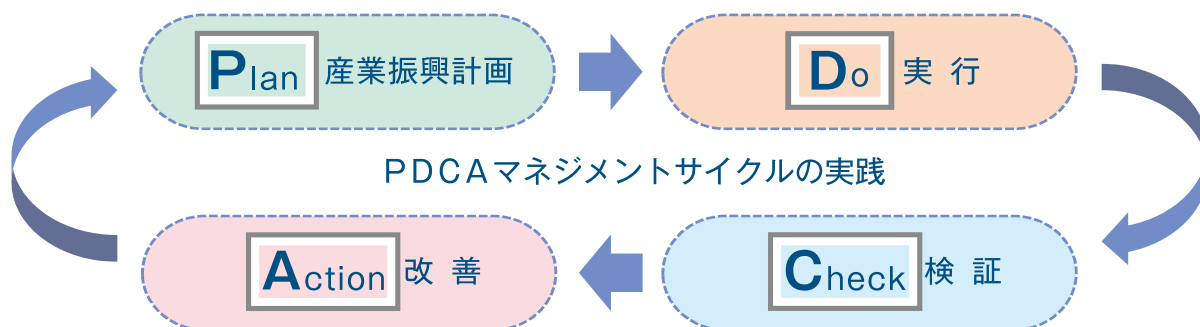 Plan 産業振興計画
Do 実行
PDCAマネジメントサイクルの実践
Action 改善
Check 検証